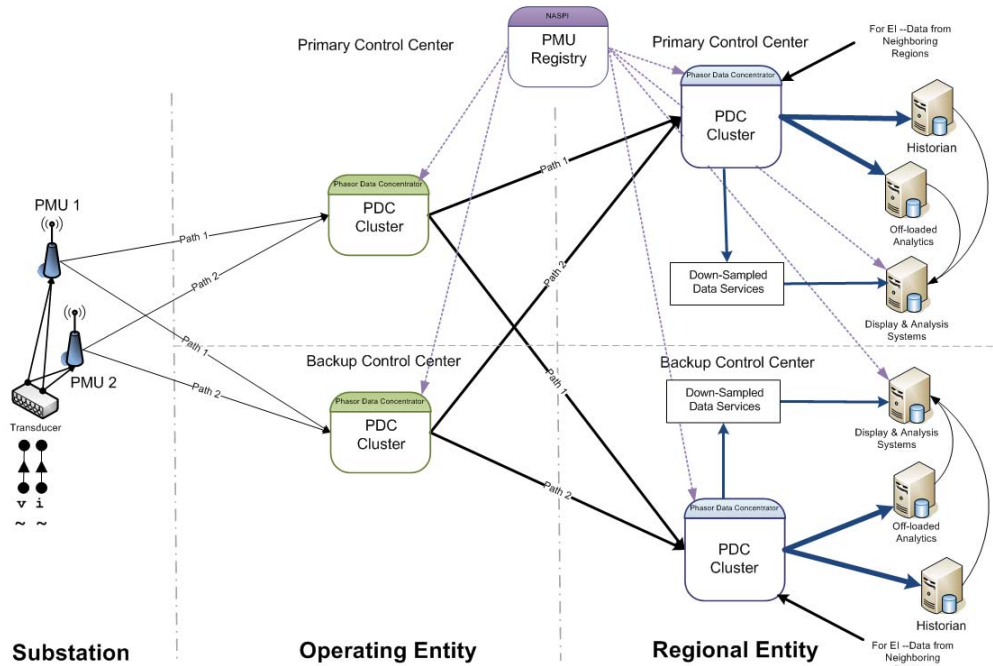 NASPI
PMU
Registry
Primary Control Center
Primary Control Center
For EI --Data from
Neighboring
Regions
Phasor Data Concentrator
PDC
Cluster
Historian
Off-loaded
Analytics
Path 1
Phasor Data Concentrator
PDC
Cluster
PMU 1
Path 1
Path 2
Path 2
Down-Sampled
Data Services
Display & Analysis
Systems
Path 1
PMU 2
Path 2
Backup Control Center
Path 1
Backup Control Center
Down-Sampled
Data Services
Display & Analysis
Systems
Phasor Data Concentrator
PDC
Cluster
Transducer
v i
~ ~
Path 2
Phasor Data Concentrator
PDC
Cluster
Off-loaded
Analytics
Historian
For EI --Data from
Neighboring
Substation
Operating Entity
Regional Entity